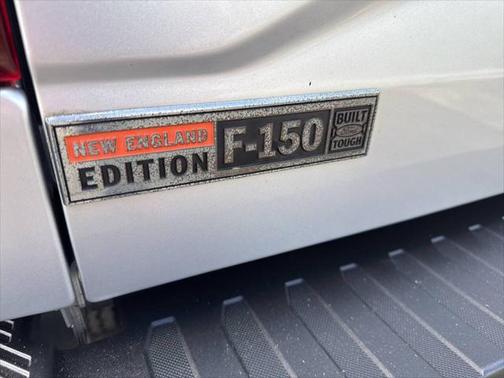 NEW ENGLAND
EDITION
F-150
BUILT
Ford
TOUGH